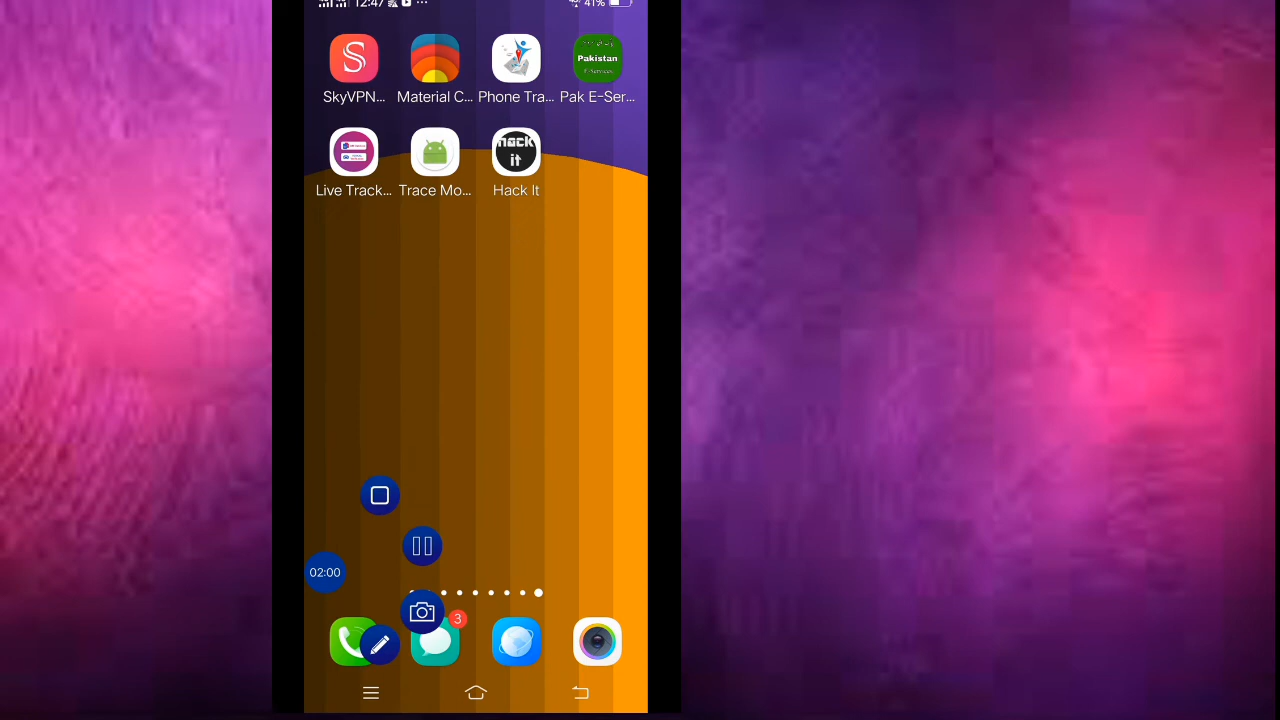 12:47 ... 41%
SkyVPN... Material C... Phone Tra... Pak E-Ser...
Pakistan
E-Services
Live Track... Trace Mo... Hack It
hack
it
02:00
3